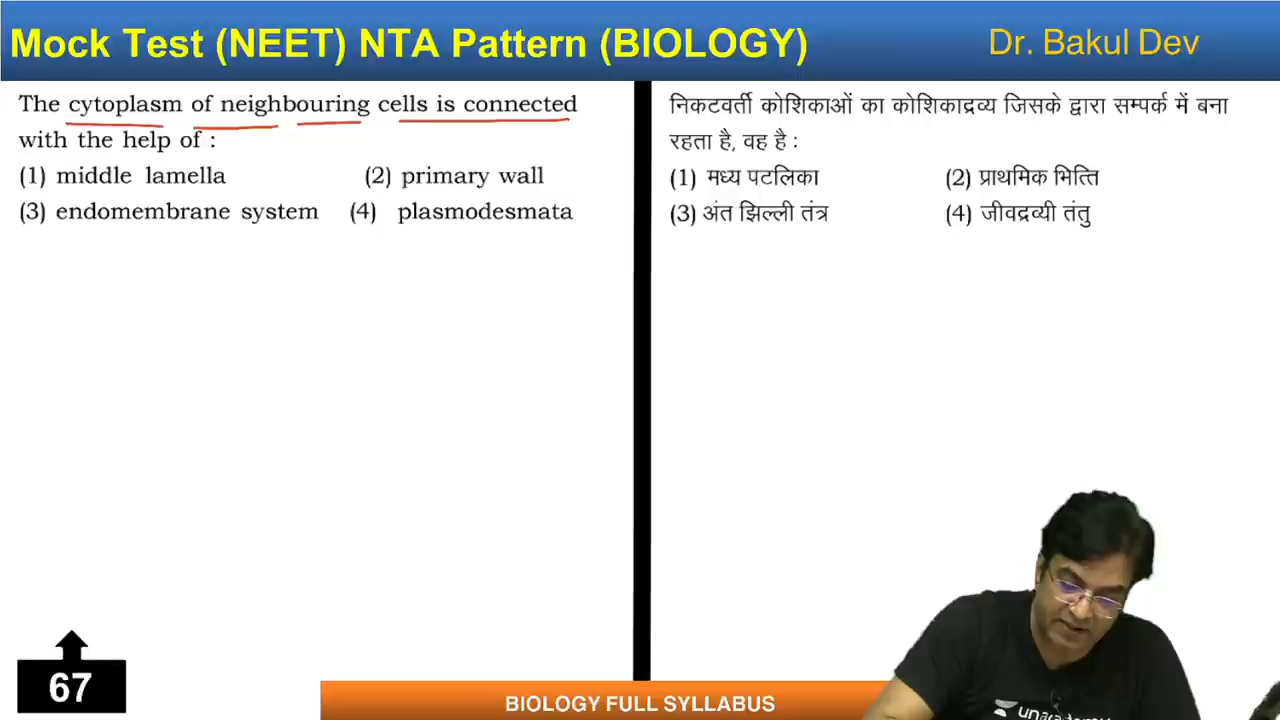 Mock Test (NEET) NTA Pattern (BIOLOGY)
Dr. Bakul Dev
The cytoplasm of neighbouring cells is connected
with the help of :
(1) middle lamella (2) primary wall
(3) endomembrane system (4) plasmodesmata
निकटवर्ती कोशिकाओं का कोशिकाद्रव्य जिसके द्वारा सम्पर्क में बना
रहता है, वह है :
(1) मध्य पटलिका (2) प्राथमिक भित्ति
(3) अंत झिल्ली तंत्र (4) जीवद्रव्यी तंतु
67
BIOLOGY FULL SYLLABUS